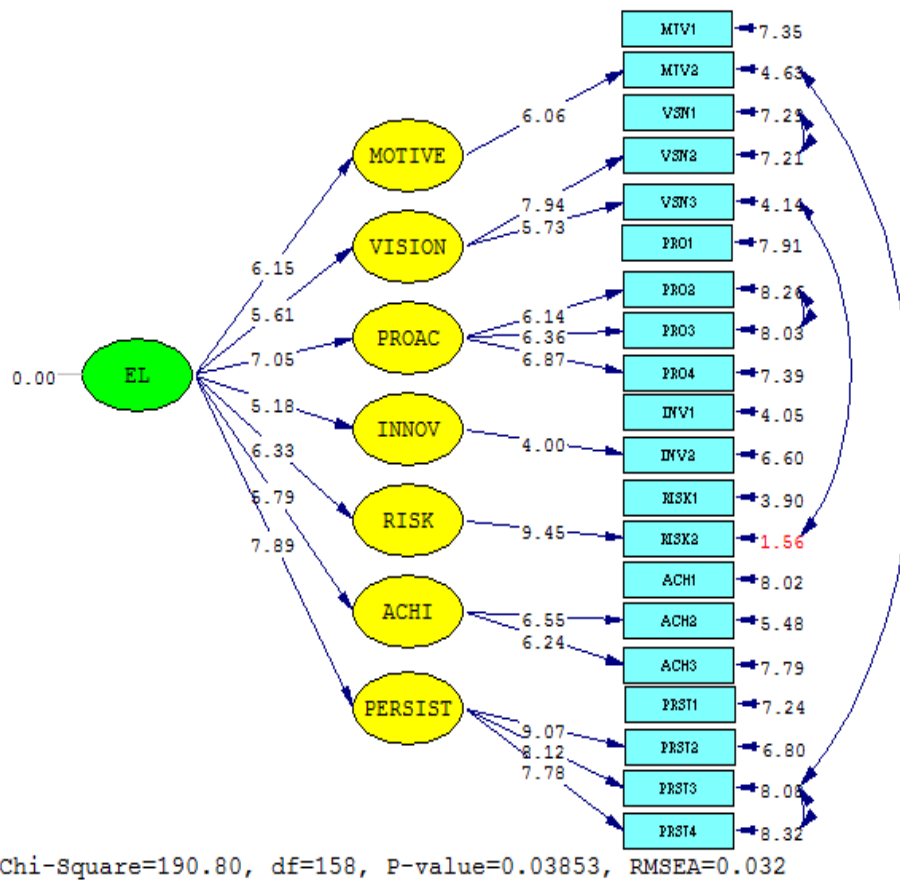 MTV1 7.35
MTV2 4.63
6.06
VSN1 7.29
MOTIVE
VSN2 7.21
7.94
VSN3 4.14
5.73
VISION
PRO1 7.91
6.15
PRO2 8.26
5.61
6.14
PROAC
6.36
PRO3 8.03
7.05
6.87
0.00
EL
PRO4 7.39
5.18
INV1 4.05
INNOV
4.00
INV2 6.60
6.33
RISK1 3.90
5.79
RISK
9.45
RISK2 1.56
7.89
ACH1 8.02
ACHI
6.55
ACH2 5.48
6.24
ACH3 7.79
PERSIST
PRST1 7.24
9.07
PRST2 6.80
8.12
7.78
PRST3 8.08
PRST4 8.32
Chi-Square=190.80, df=158, P-value=0.03853, RMSEA=0.032